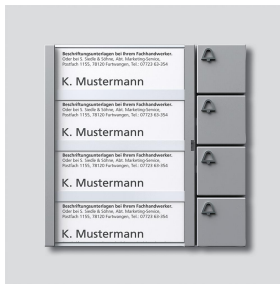 Beschriftungsunterlagen bei Ihrem Fachhandwerker.
Oder bei S. Siedle & Söhne, Abt. Marketing-Service,
Postfach 1155, 78120 Furtwangen, Tel.: 07723 63-354
K. Mustermann
Beschriftungsunterlagen bei Ihrem Fachhandwerker.
Oder bei S. Siedle & Söhne, Abt. Marketing-Service,
Postfach 1155, 78120 Furtwangen, Tel.: 07723 63-354
K. Mustermann
Beschriftungsunterlagen bei Ihrem Fachhandwerker.
Oder bei S. Siedle & Söhne, Abt. Marketing-Service,
Postfach 1155, 78120 Furtwangen, Tel.: 07723 63-354
K. Mustermann
Beschriftungsunterlagen bei Ihrem Fachhandwerker.
Oder bei S. Siedle & Söhne, Abt. Marketing-Service,
Postfach 1155, 78120 Furtwangen, Tel.: 07723 63-354
K. Mustermann